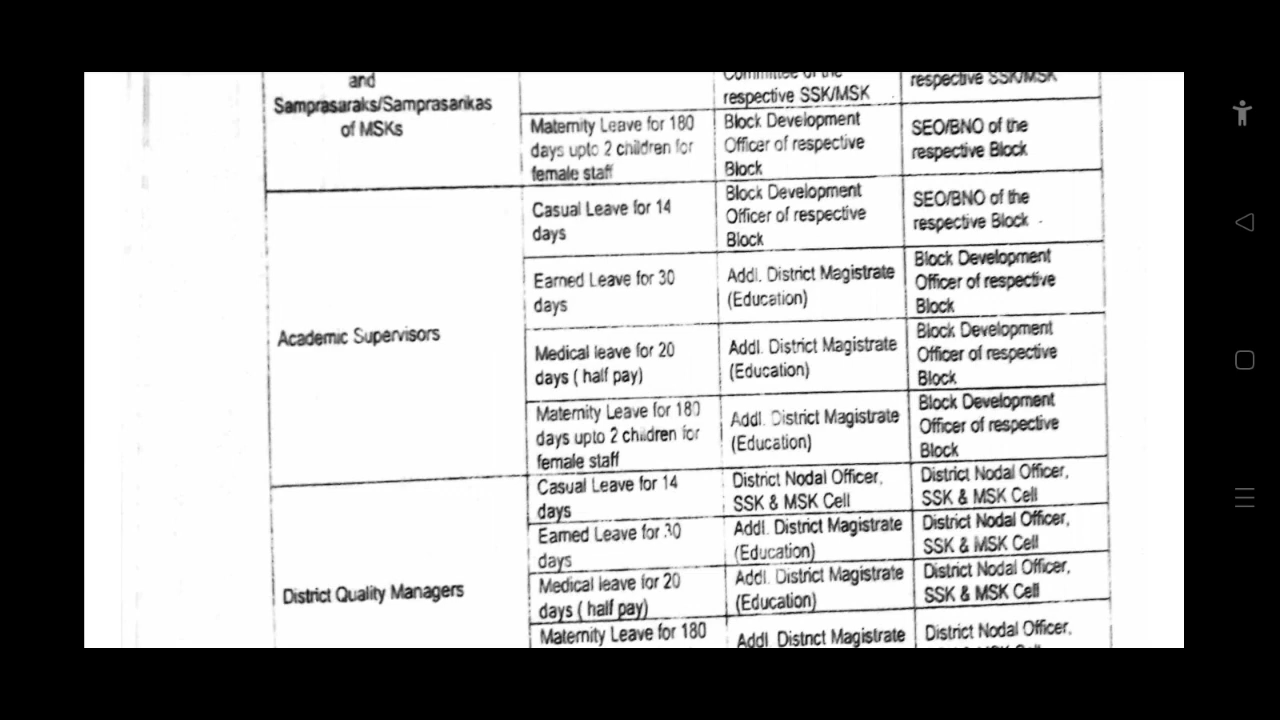 and
Samprasaraks/Samprasarikas
of MSKs
Committee of the
respective SSK/MSK
respective SSK/MSK
Maternity Leave for 180
days upto 2 children for
female staff
Block Development
Officer of respective
Block
SEO/BNO of the
respective Block
Academic Supervisors
Casual Leave for 14
days
Block Development
Officer of respective
Block
SEO/BNO of the
respective Block
Earned Leave for 30
days
Addl. District Magistrate
(Education)
Block Development
Officer of respective
Block
Medical leave for 20
days ( half pay)
Addl. District Magistrate
(Education)
Block Development
Officer of respective
Block
Maternity Leave for 180
days upto 2 children for
female staff
Addl. District Magistrate
(Education)
Block Development
Officer of respective
Block
District Quality Managers
Casual Leave for 14
days
District Nodal Officer,
SSK & MSK Cell
District Nodal Officer,
SSK & MSK Cell
Earned Leave for 30
days
Addl. District Magistrate
(Education)
District Nodal Officer,
SSK & MSK Cell
Medical leave for 20
days ( half pay)
Addl. District Magistrate
(Education)
District Nodal Officer,
SSK & MSK Cell
Maternity Leave for 180
Addl. District Magistrate
District Nodal Officer,